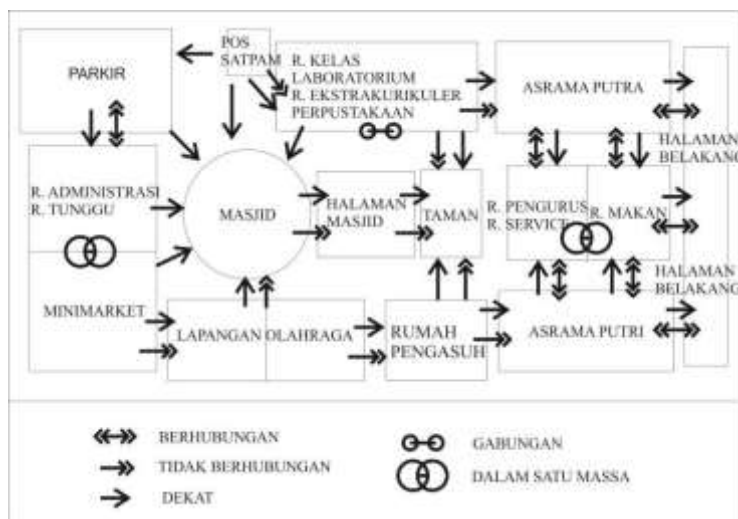 POS
SATPAM
PARKIR
R. KELAS
LABORATORIUM
R. EKSTRAKURIKULER
PERPUSTAKAAN
ASRAMA PUTRA
HALAMAN
BELAKANG
R. ADMINISTRASI
R. TUNGGU
MASJID
HALAMAN
MASJID
TAMAN
R. PENGURUS
R. SERVICE
R. MAKAN
HALAMAN
BELAKANG
MINIMARKET
LAPANGAN OLAHRAGA
RUMAH
PENGASUH
ASRAMA PUTRI
BERHUBUNGAN
TIDAK BERHUBUNGAN
DEKAT
GABUNGAN
DALAM SATU MASSA